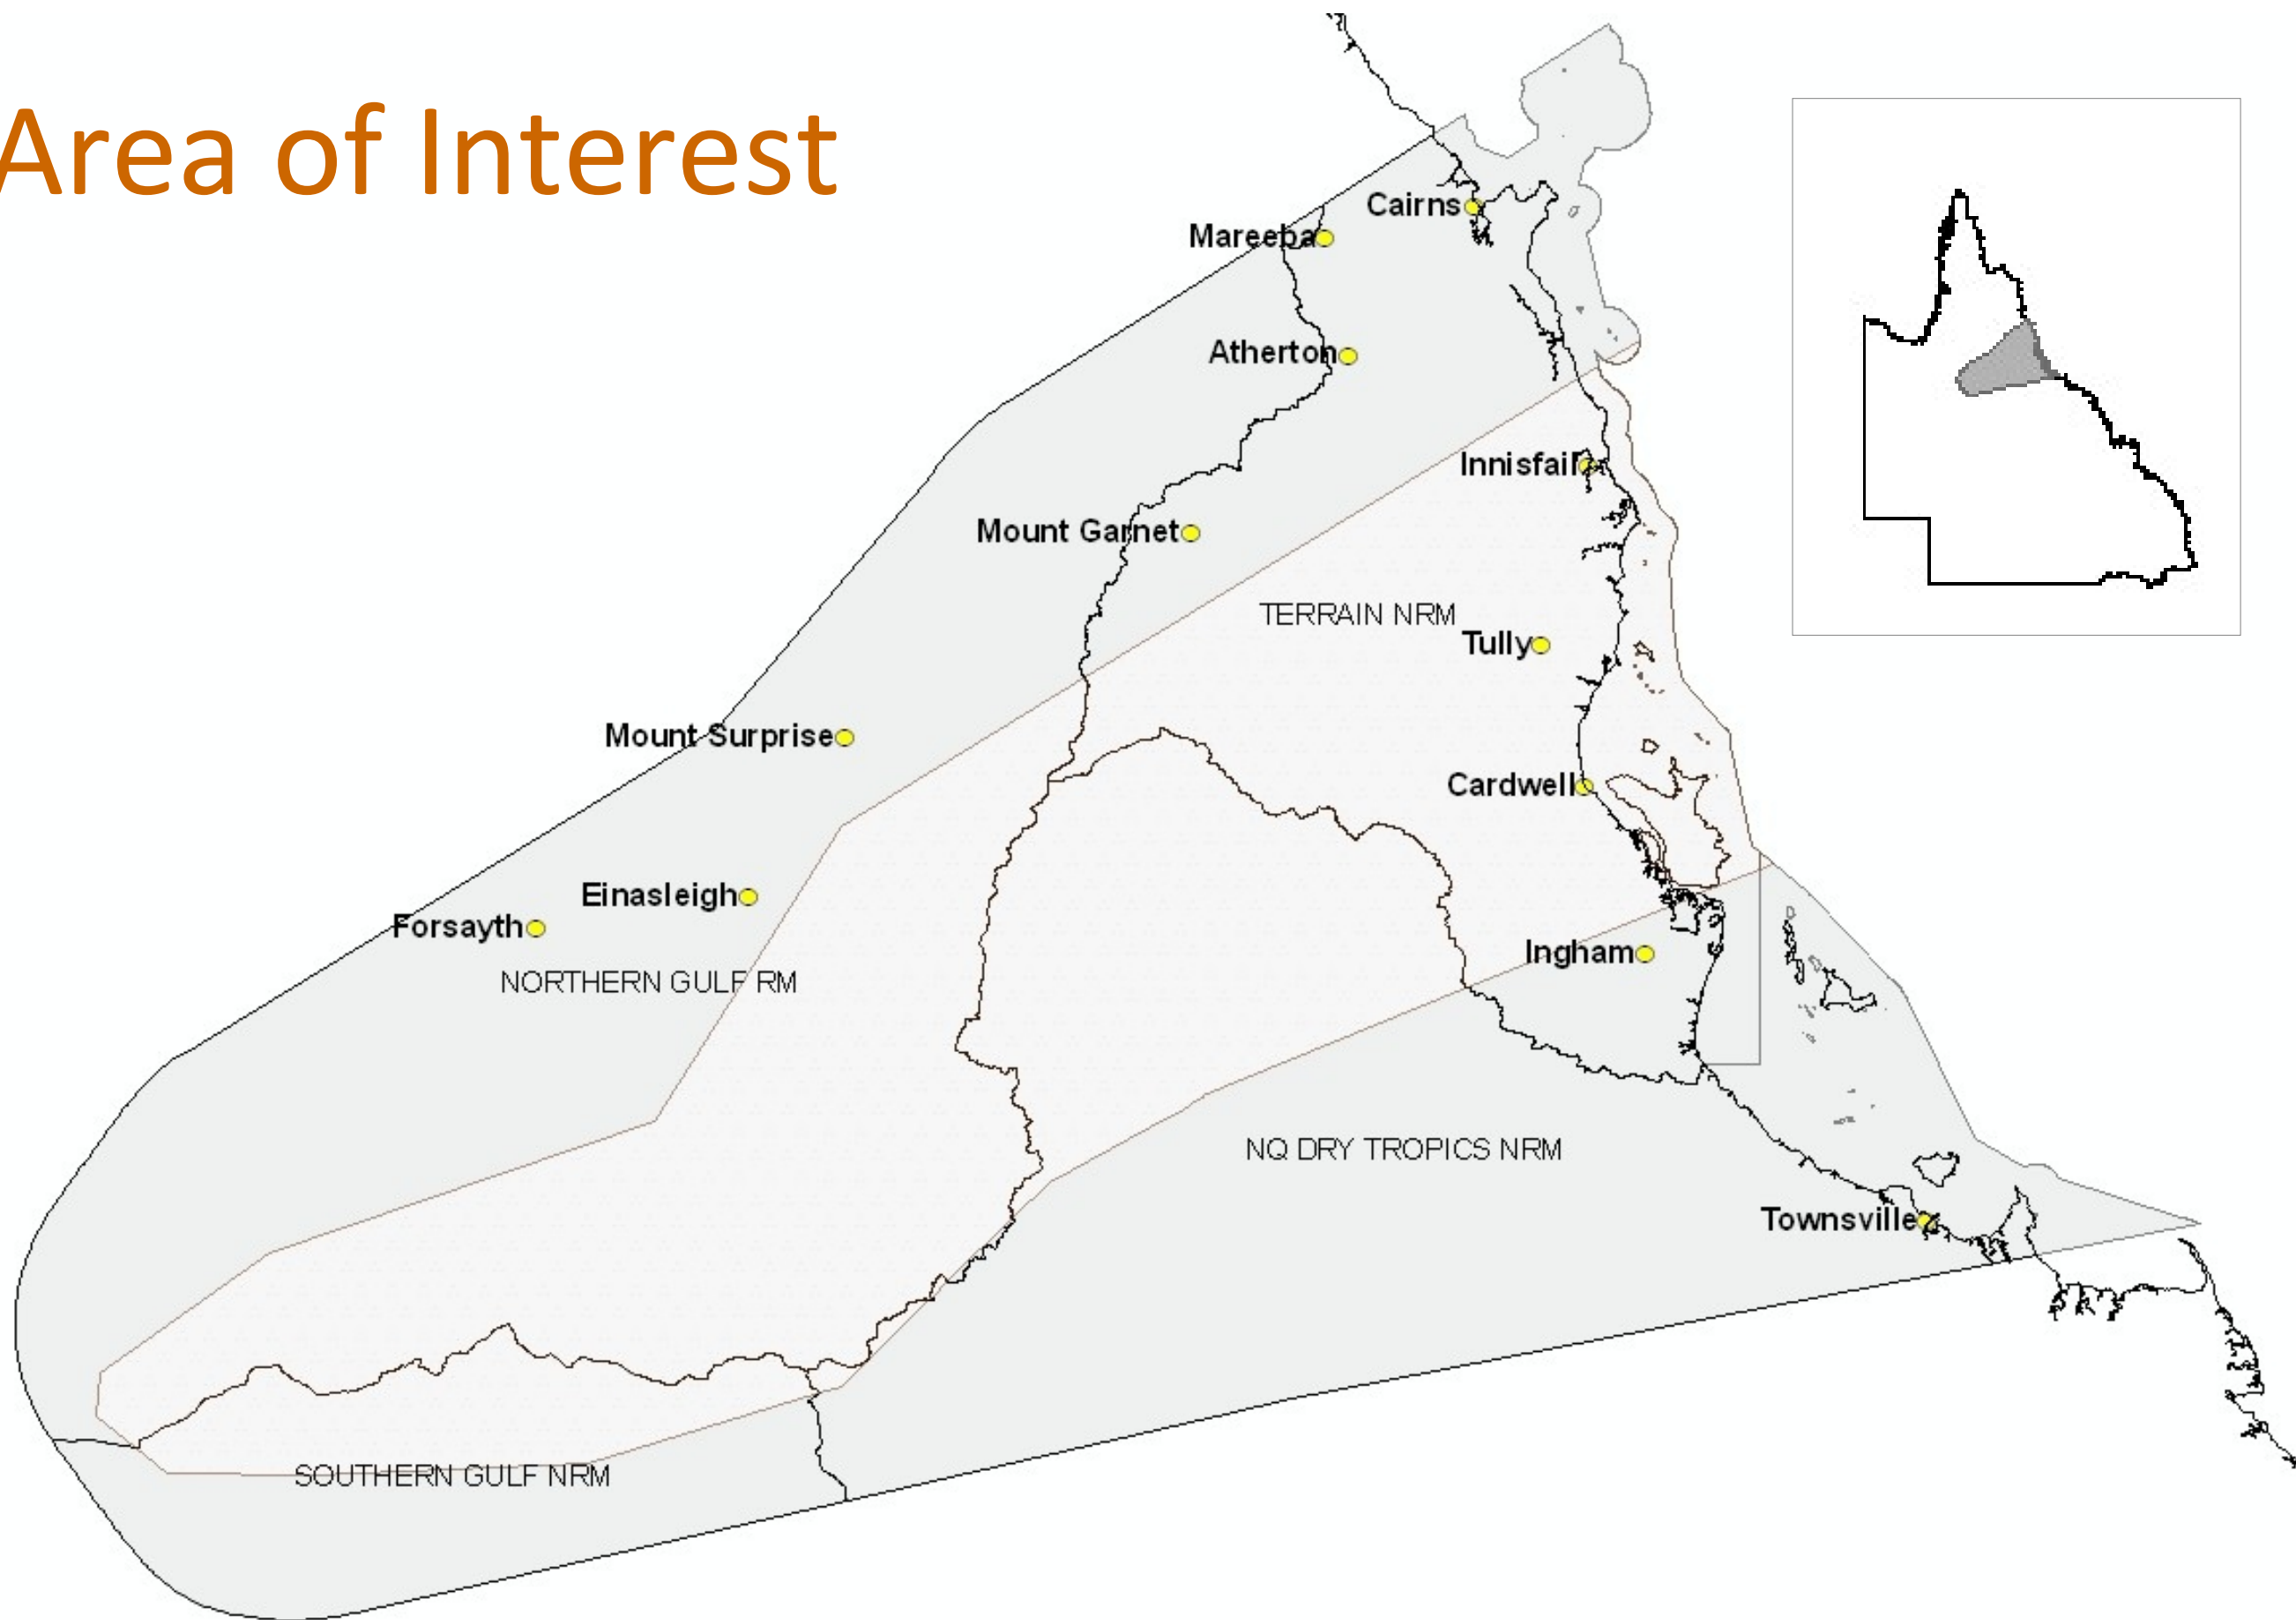 Area of Interest
Cairns
Mareeba
Atherton
Innisfail
Mount Garnet
TERRAIN NRM
Tully
Mount Surprise
Cardwell
Einasleigh
Forsayth
Ingham
NORTHERN GULF RM
NQ DRY TROPICS NRM
Townsville
SOUTHERN GULF NRM